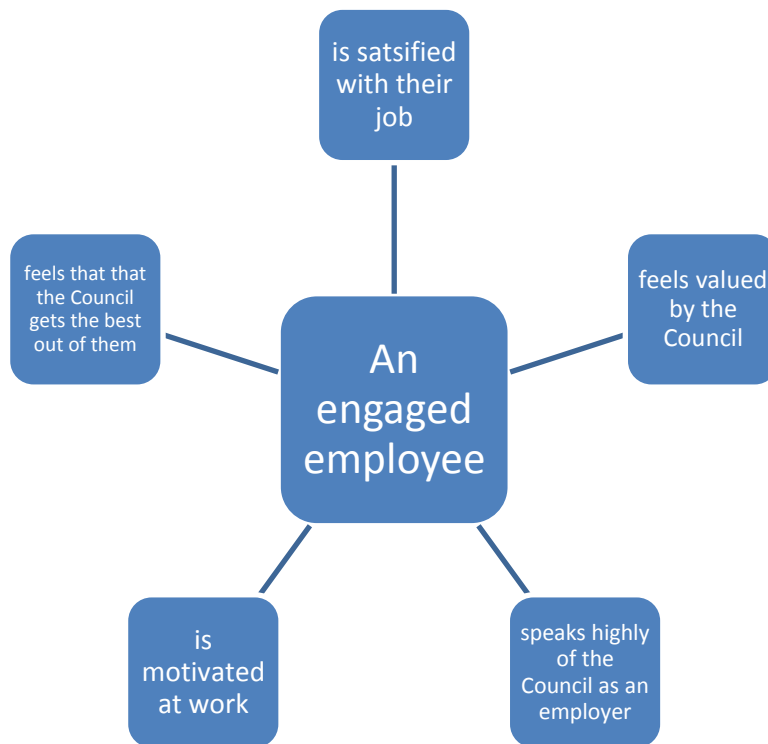 is satsified
with their
job
feels that that
the Council
gets the best
out of them
feels valued
by the
Council
An
engaged
employee
is
motivated
at work
speaks highly
of the
Council as an
employer